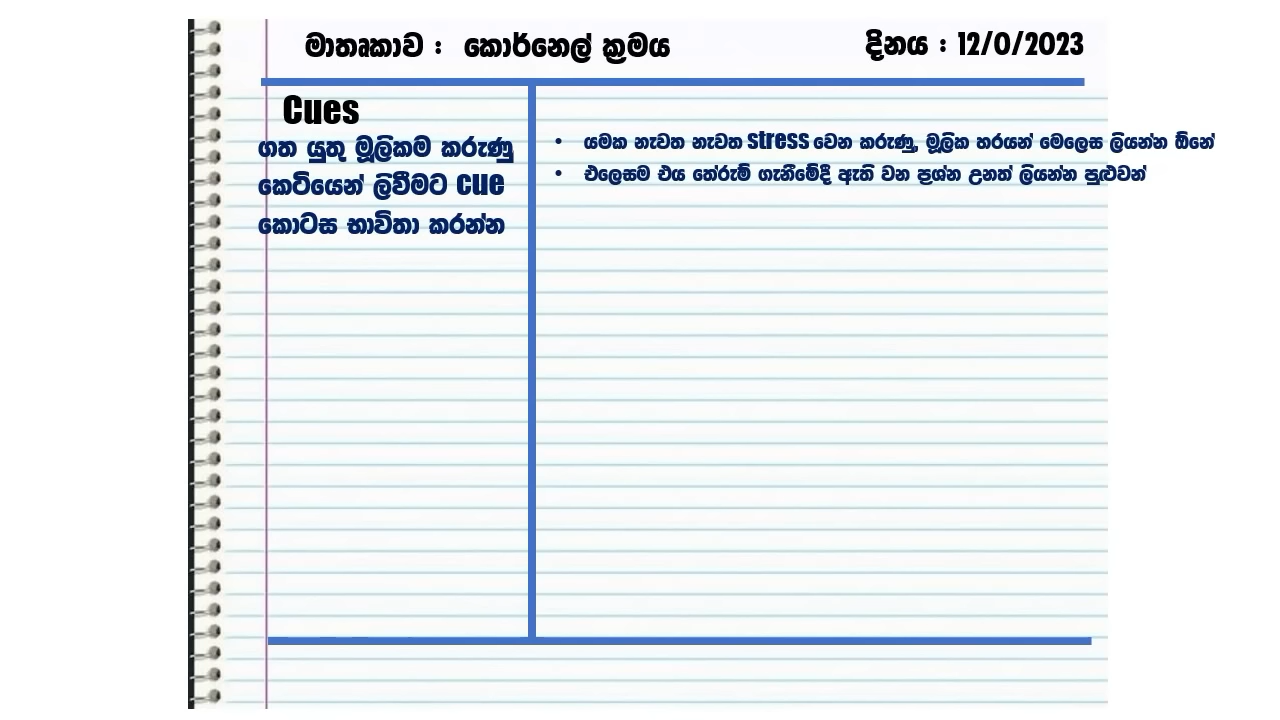 මාතෘකාව : කෝර්නෙල් ක්‍රමය
දිනය : 12/0/2023
Cues
ගත යුතු මූලිකම කරුණු
කෙටියෙන් ලිවීමට cue
කොටස භාවිතා කරන්න
• යමක නැවත නැවත stress වෙන කරුණු, මූලික හරයන් මෙලෙස ලියන්න ඕනේ
• එලෙසම එය තේරුම් ගැනීමේදී ඇති වන ප්‍රශ්න උනත් ලියන්න පුළුවන්